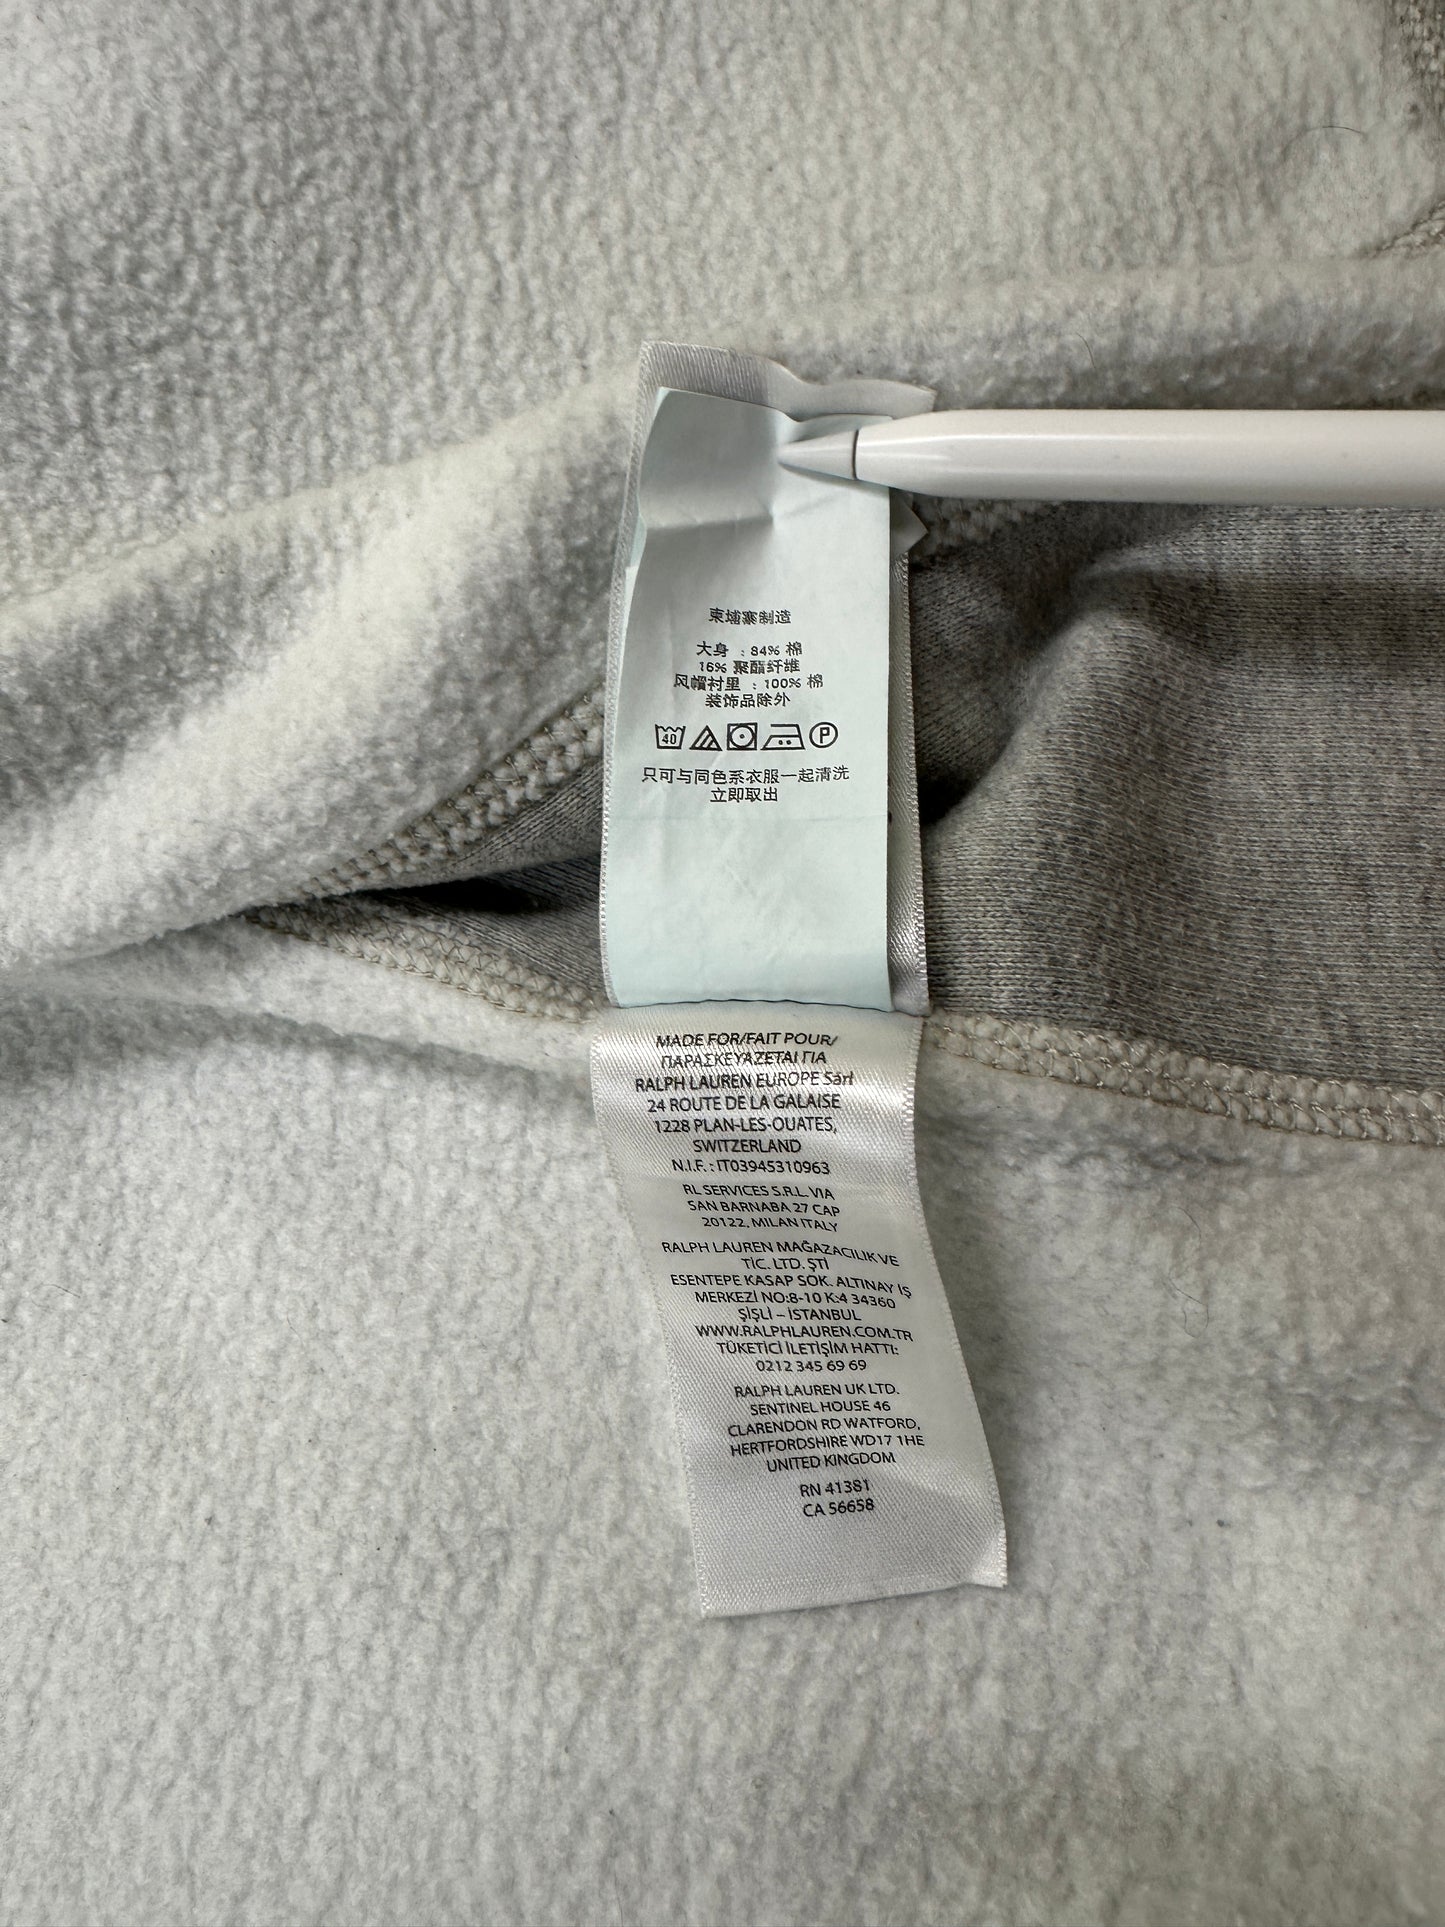 柬埔寨制造
大身 : 84% 棉
16% 聚酯纤维
风帽衬里 : 100% 棉
装饰品除外
40 P
只可与同色系衣服一起清洗
立即取出
MADE FOR/FAIT POUR/
ΠΑΡΑΣΚΕΥΑΖΕΤΑΙ ΓΙΑ
RALPH LAUREN EUROPE Sárl
24 ROUTE DE LA GALAISE
1228 PLAN-LES-OUATES,
SWITZERLAND
N.I.F. : IT03945310963
RL SERVICES S.R.L. VIA
SAN BARNABA 27 CAP
20122, MILAN ITALY
RALPH LAUREN MAĞAZACILIK VE
TİC. LTD. ŞTİ
ESENTEPE KASAP SOK. ALTINAY İŞ
MERKEZİ NO:8-10 K:4 34360
ŞİŞLİ – İSTANBUL
WWW.RALPHLAUREN.COM.TR
TÜKETİCİ İLETİŞİM HATTI:
0212 345 69 69
RALPH LAUREN UK LTD.
SENTINEL HOUSE 46
CLARENDON RD WATFORD,
HERTFORDSHIRE WD17 1HE
UNITED KINGDOM
RN 41381
CA 56658